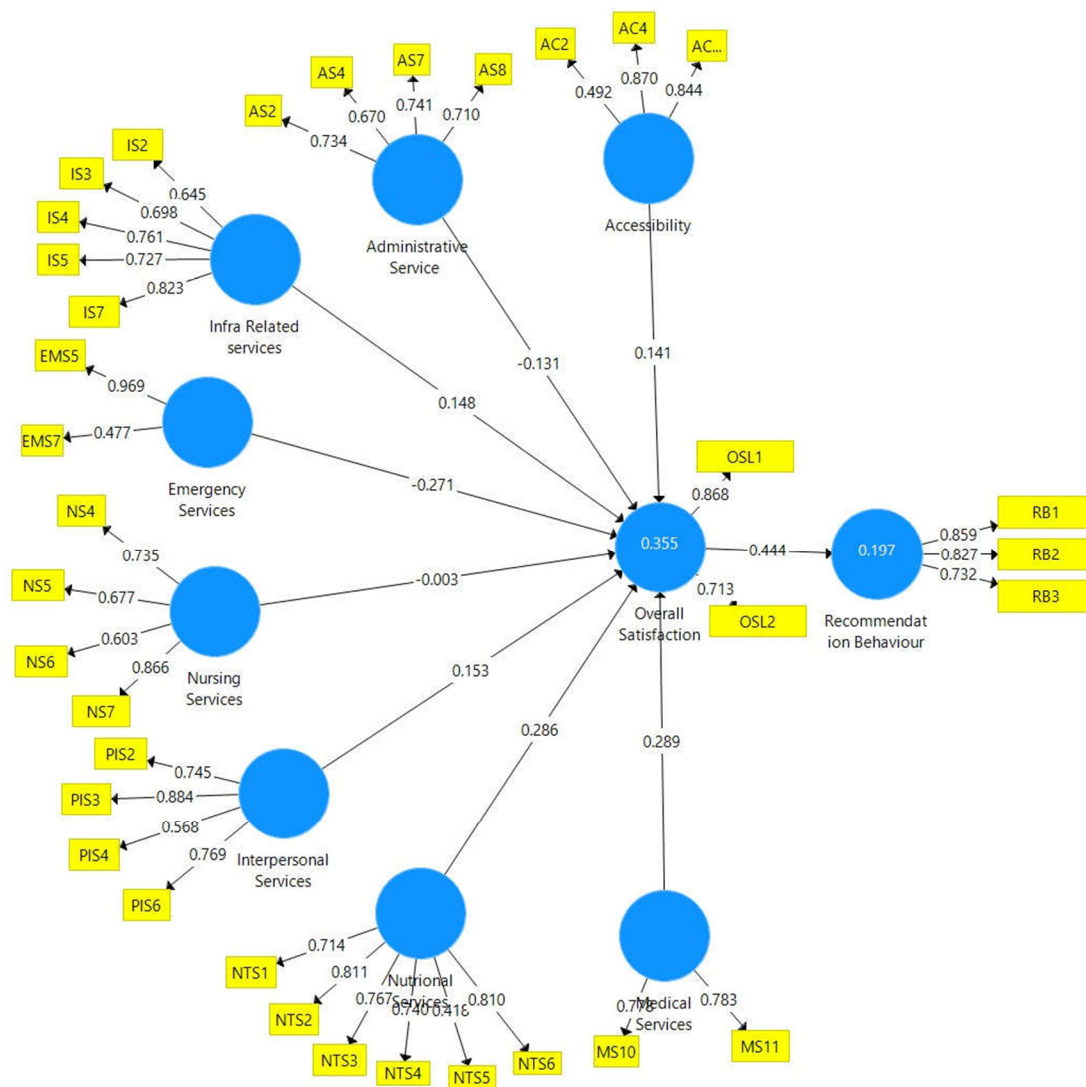 AC2
AC4
AC...
0.492
0.870
0.844
Accessibility
AS2
AS4
AS7
AS8
0.734
0.670
0.741
0.710
Administrative
Service
IS2
IS3
IS4
IS5
IS7
0.645
0.698
0.761
0.727
0.823
Infra Related
services
EMS5
EMS7
0.969
0.477
Emergency
Services
NS4
NS5
NS6
NS7
0.735
0.677
0.603
0.866
Nursing
Services
PIS2
PIS3
PIS4
PIS6
0.745
0.884
0.568
0.769
Interpersonal
Services
NTS1
NTS2
NTS3
NTS4
NTS5
NTS6
0.714
0.811
0.767
0.740
0.418
0.810
Nutrional
Services
MS10
MS11
0.778
0.783
Medical
Services
0.141
-0.131
0.148
-0.271
-0.003
0.153
0.286
0.289
OSL1
0.868
0.355
0.713
OSL2
Overall
Satisfaction
0.444
0.197
Recommendat
ion Behaviour
0.859
0.827
0.732
RB1
RB2
RB3